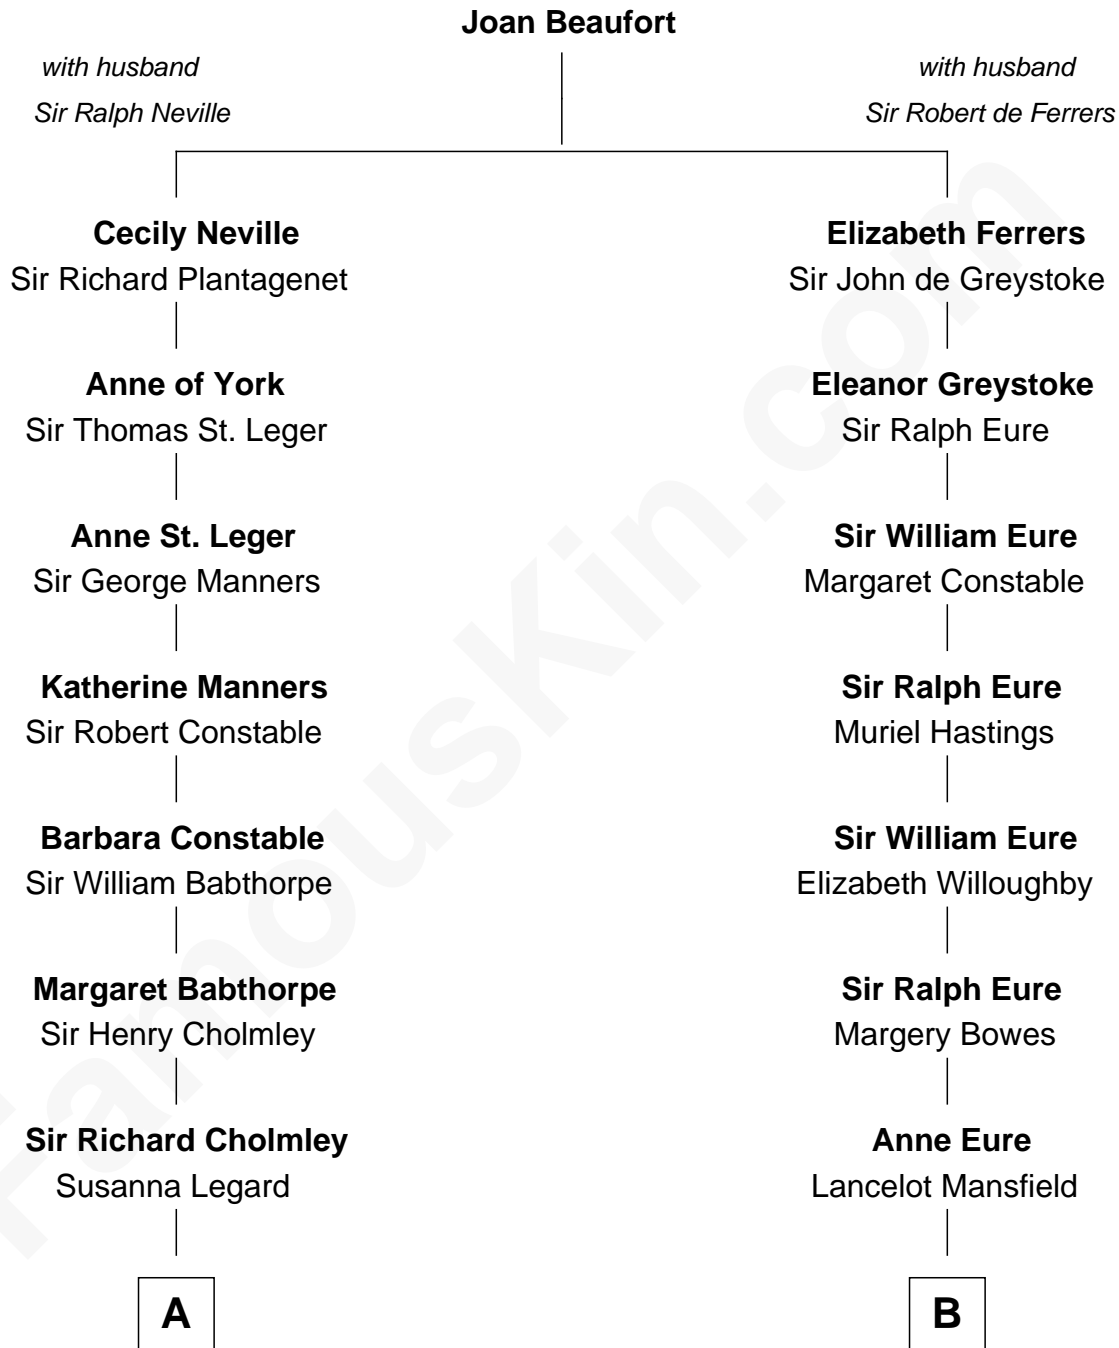 Joan Beaufort
with husband
Sir Ralph Neville
with husband
Sir Robert de Ferrers
Cecily Neville
Sir Richard Plantagenet
Elizabeth Ferrers
Sir John de Greystoke
Anne of York
Sir Thomas St. Leger
Eleanor Greystoke
Sir Ralph Eure
Anne St. Leger
Sir George Manners
Sir William Eure
Margaret Constable
Katherine Manners
Sir Robert Constable
Sir Ralph Eure
Muriel Hastings
Barbara Constable
Sir William Babthorpe
Sir William Eure
Elizabeth Willoughby
Margaret Babthorpe
Sir Henry Cholmley
Sir Ralph Eure
Margery Bowes
Sir Richard Cholmley
Susanna Legard
Anne Eure
Lancelot Mansfield
A
B
FamousKin.com